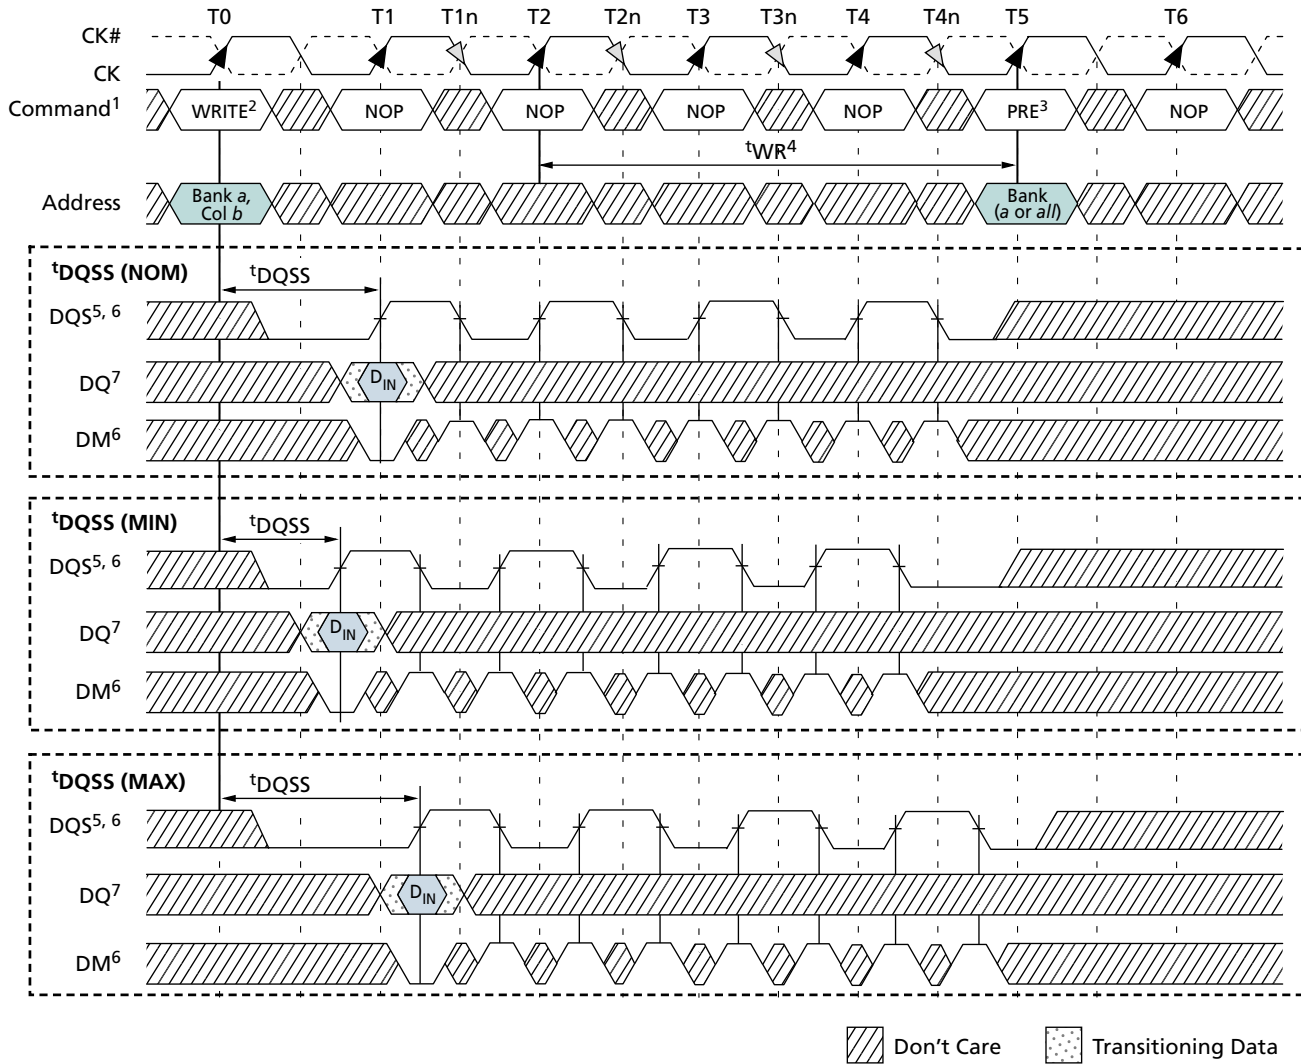 T0 T1 T1n T2 T2n T3 T3n T4 T4n T5 T6
CK#
CK
Command1 WRITE2 NOP NOP NOP NOP PRE3 NOP
tWR4
Address Bank a, Col b Bank (a or all)
tDQSS (NOM) tDQSS
DQS5, 6
DQ7 DIN
DM6
tDQSS (MIN) tDQSS
DQS5, 6
DQ7 DIN
DM6
tDQSS (MAX) tDQSS
DQS5, 6
DQ7 DIN
DM6
Don't Care Transitioning Data